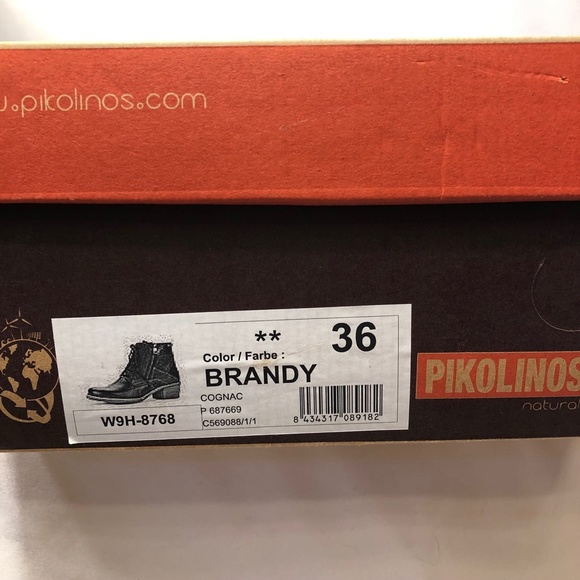 .pikolinos.com
**
36
Color / Farbe :
BRANDY
COGNAC
P 687669
C569088/1/1
W9H-8768
8 434317 089182
PIKOLINOS
natural